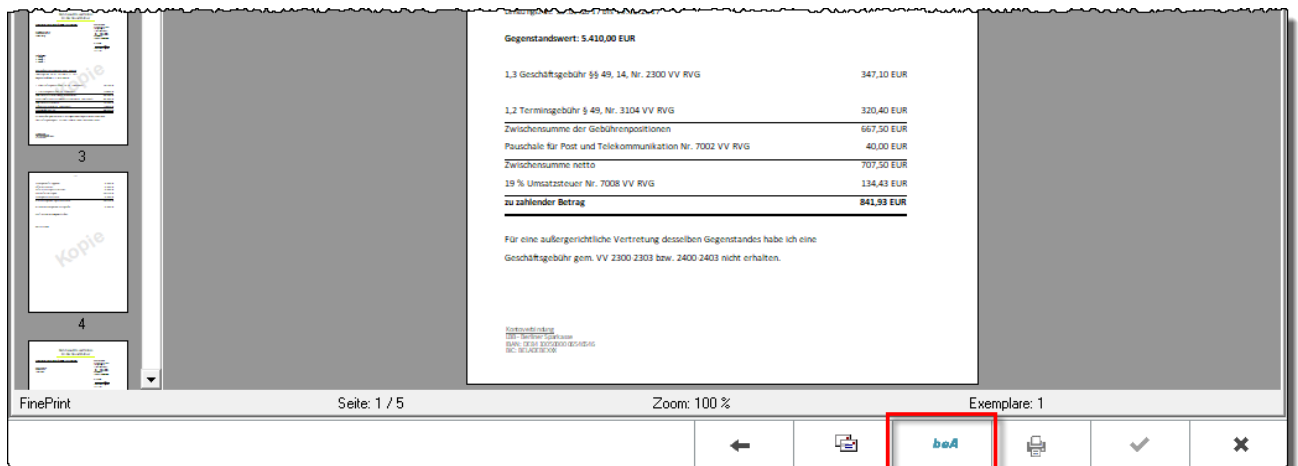 Gegenstandswert: 5.410,00 EUR
1,3 Geschäftsgebühr §§ 49, 14, Nr. 2300 VV RVG 347,10 EUR
1,2 Terminsgebühr § 49, Nr. 3104 VV RVG 320,40 EUR
Zwischensumme der Gebührenpositionen 667,50 EUR
Pauschale für Post und Telekommunikation Nr. 7002 VV RVG 40,00 EUR
Zwischensumme netto 707,50 EUR
19 % Umsatzsteuer Nr. 7008 VV RVG 134,43 EUR
zu zahlender Betrag 841,93 EUR
Für eine außergerichtliche Vertretung desselben Gegenstandes habe ich eine
Geschäftsgebühr gem. VV 2300 2303 bzw. 2400 2403 nicht erhalten.
Kontoverbindung
Berliner Sparkasse
Kopie
3
Kopie
4
FinePrint Seite: 1 / 5 Zoom: 100 % Exemplare: 1
beA